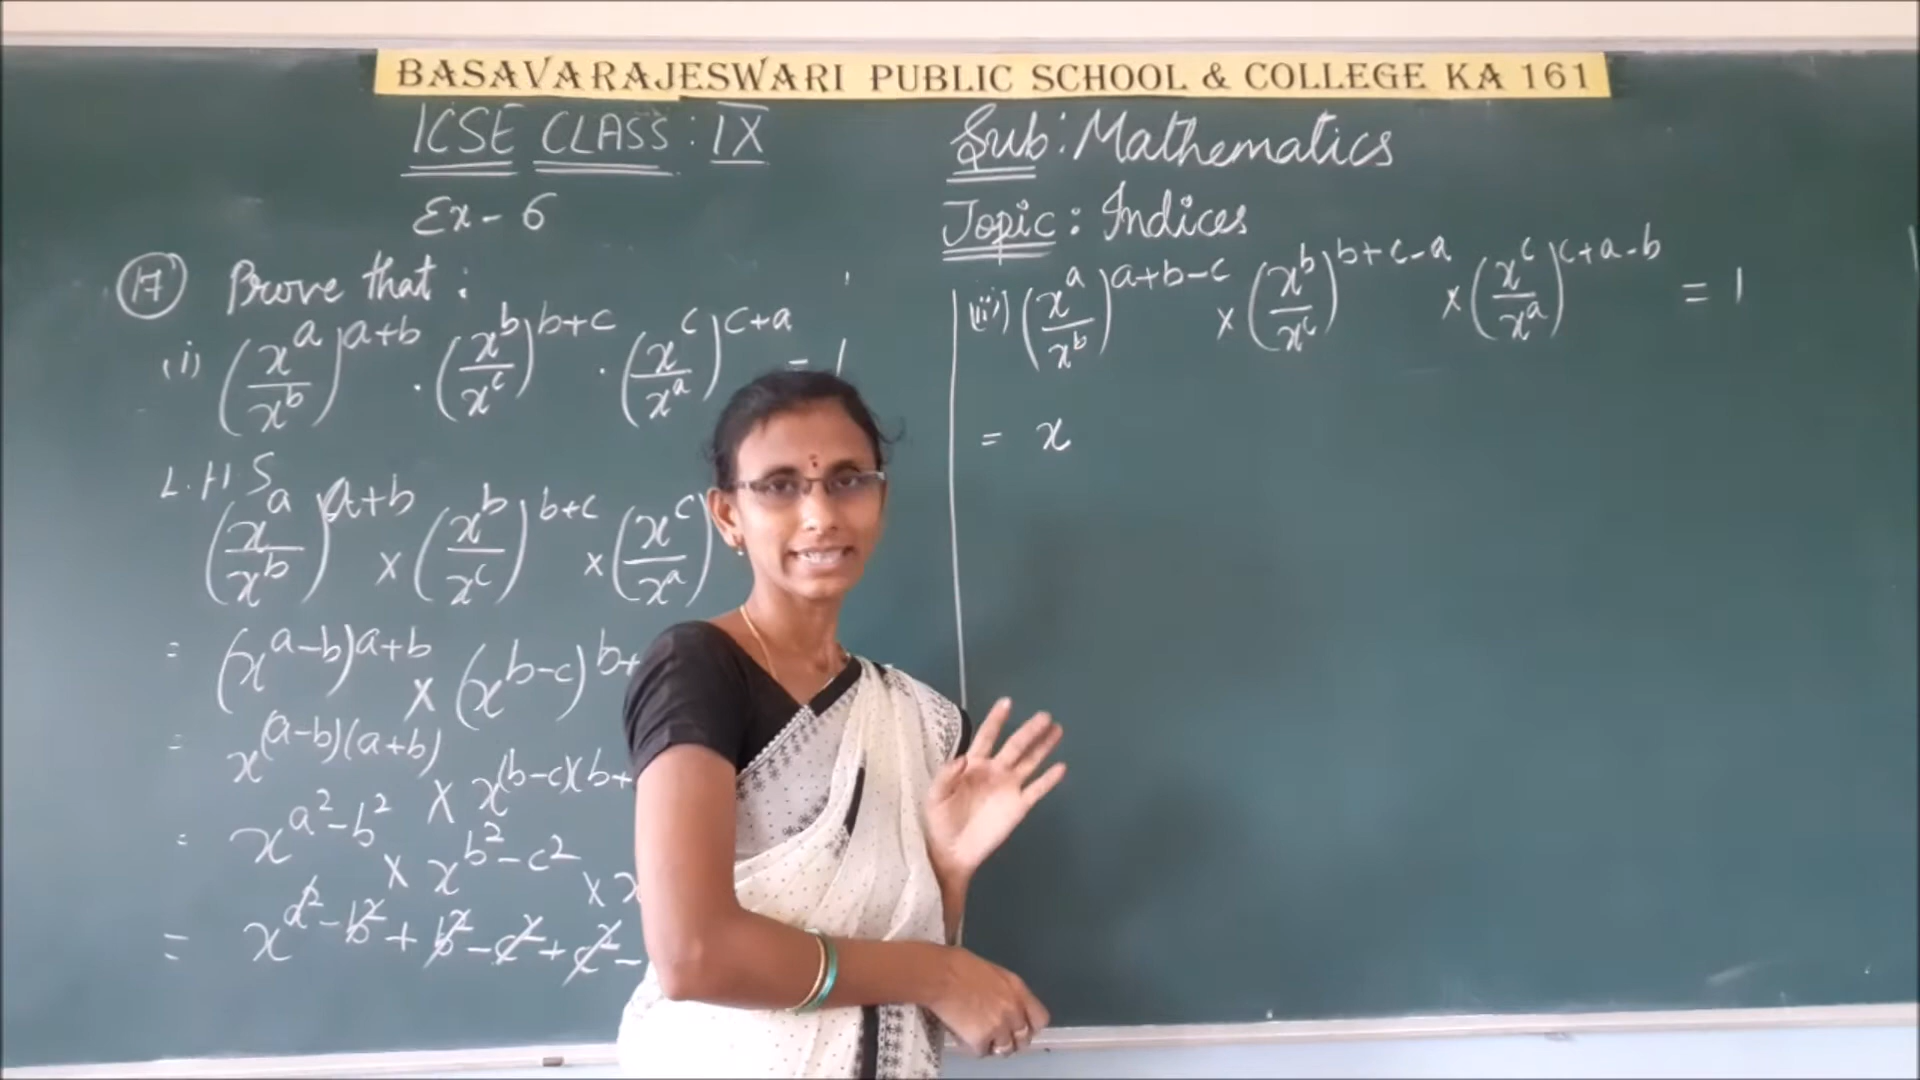 BASAVARAJESWARI PUBLIC SCHOOL & COLLEGE KA 161
ICSE CLASS : IX
Ex - 6
Sub : Mathematics
Topic : Indices
17 Prove that :
(i) (x^a/x^b)^(a+b) · (x^b/x^c)^(b+c) · (x^c/x^a)^(c+a) = 1
L.H.S
(x^a/x^b)^(a+b) × (x^b/x^c)^(b+c) × (x^c/x^a)
= (x^(a-b))^(a+b) × (x^(b-c))^(b+
= x^((a-b)(a+b)) × x^((b-c)(b+
= x^(a²-b²) × x^(b²-c²) × x
= x^(a²-b²+b²-c²+c²-
(ii) (x^a/x^b)^(a+b-c) × (x^b/x^c)^(b+c-a) × (x^c/x^a)^(c+a-b) = 1
= x